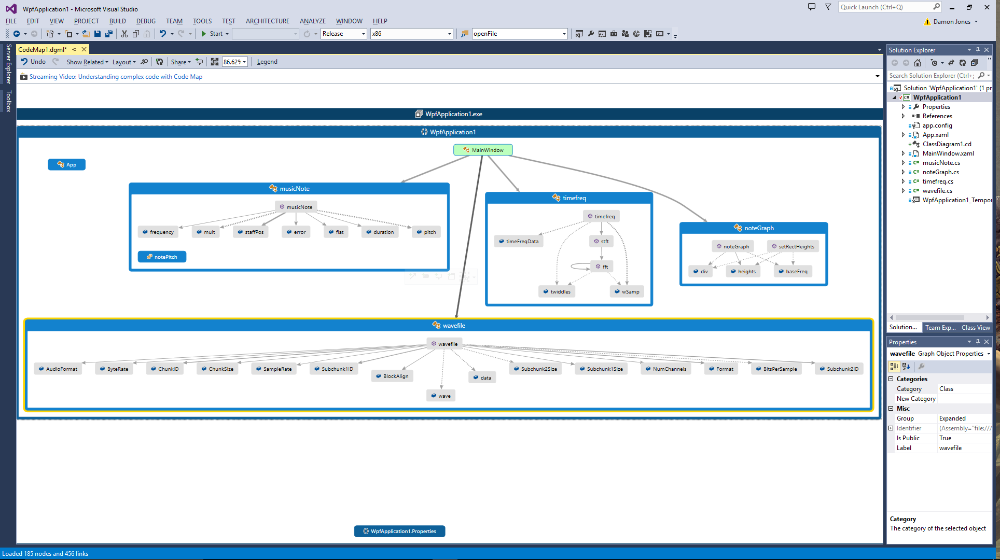 WpfApplication1 - Microsoft Visual Studio
Quick Launch (Ctrl+Q)
FILE EDIT VIEW PROJECT BUILD DEBUG TEAM TOOLS TEST ARCHITECTURE ANALYZE WINDOW HELP
Damon Jones
Start Release x86 openFile
Server Explorer
Toolbox
CodeMap1.dgml*
Undo Show Related Layout Share 86.62% Legend
Streaming Video: Understanding complex code with Code Map
WpfApplication1.exe
WpfApplication1
MainWindow
App
musicNote
musicNote
frequency mult staffPos error flat duration pitch
notePitch
timefreq
timefreq
timeFreqData stft
fft
twiddles wSamp
noteGraph
noteGraph setRectHeights
div heights baseFreq
wavefile
wavefile
AudioFormat ByteRate ChunkID ChunkSize SampleRate Subchunk1ID BlockAlign data Subchunk2Size Subchunk1Size NumChannels Format BitsPerSample Subchunk2ID
wave
WpfApplication1.Properties
Solution Explorer
Search Solution Explorer (Ctrl+;
Solution 'WpfApplication1' (1 pr
WpfApplication1
Properties
References
app.config
App.xaml
ClassDiagram1.cd
MainWindow.xaml
musicNote.cs
noteGraph.cs
timefreq.cs
wavefile.cs
WpfApplication1_Tempor
Solution... Team Exp... Class View
Properties
wavefile Graph Object Properties
Categories
Category Class
New Category
Misc
Group Expanded
Identifier (Assembly="file:///
Is Public True
Label wavefile
Category
The category of the selected object
Loaded 185 nodes and 456 links